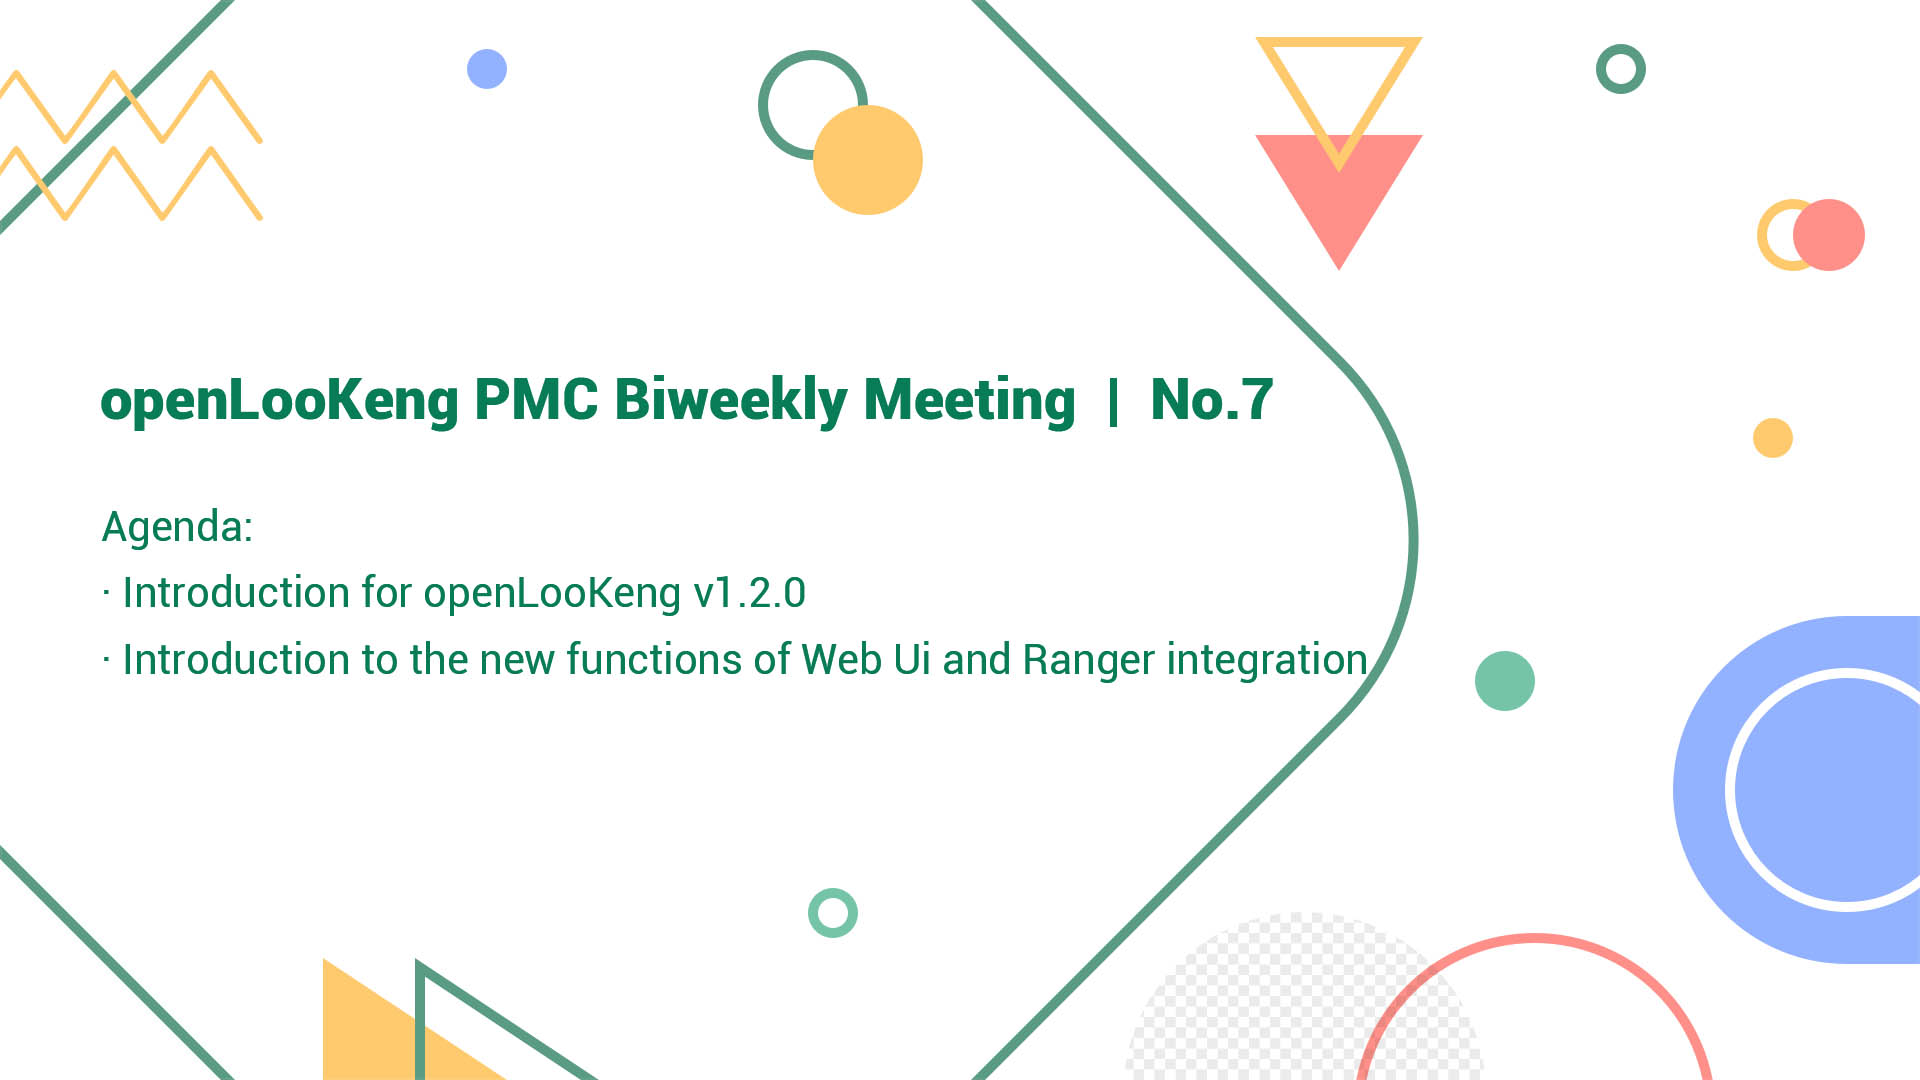 openLooKeng PMC Biweekly Meeting | No.7
Agenda:
· Introduction for openLooKeng v1.2.0
· Introduction to the new functions of Web Ui and Ranger integration